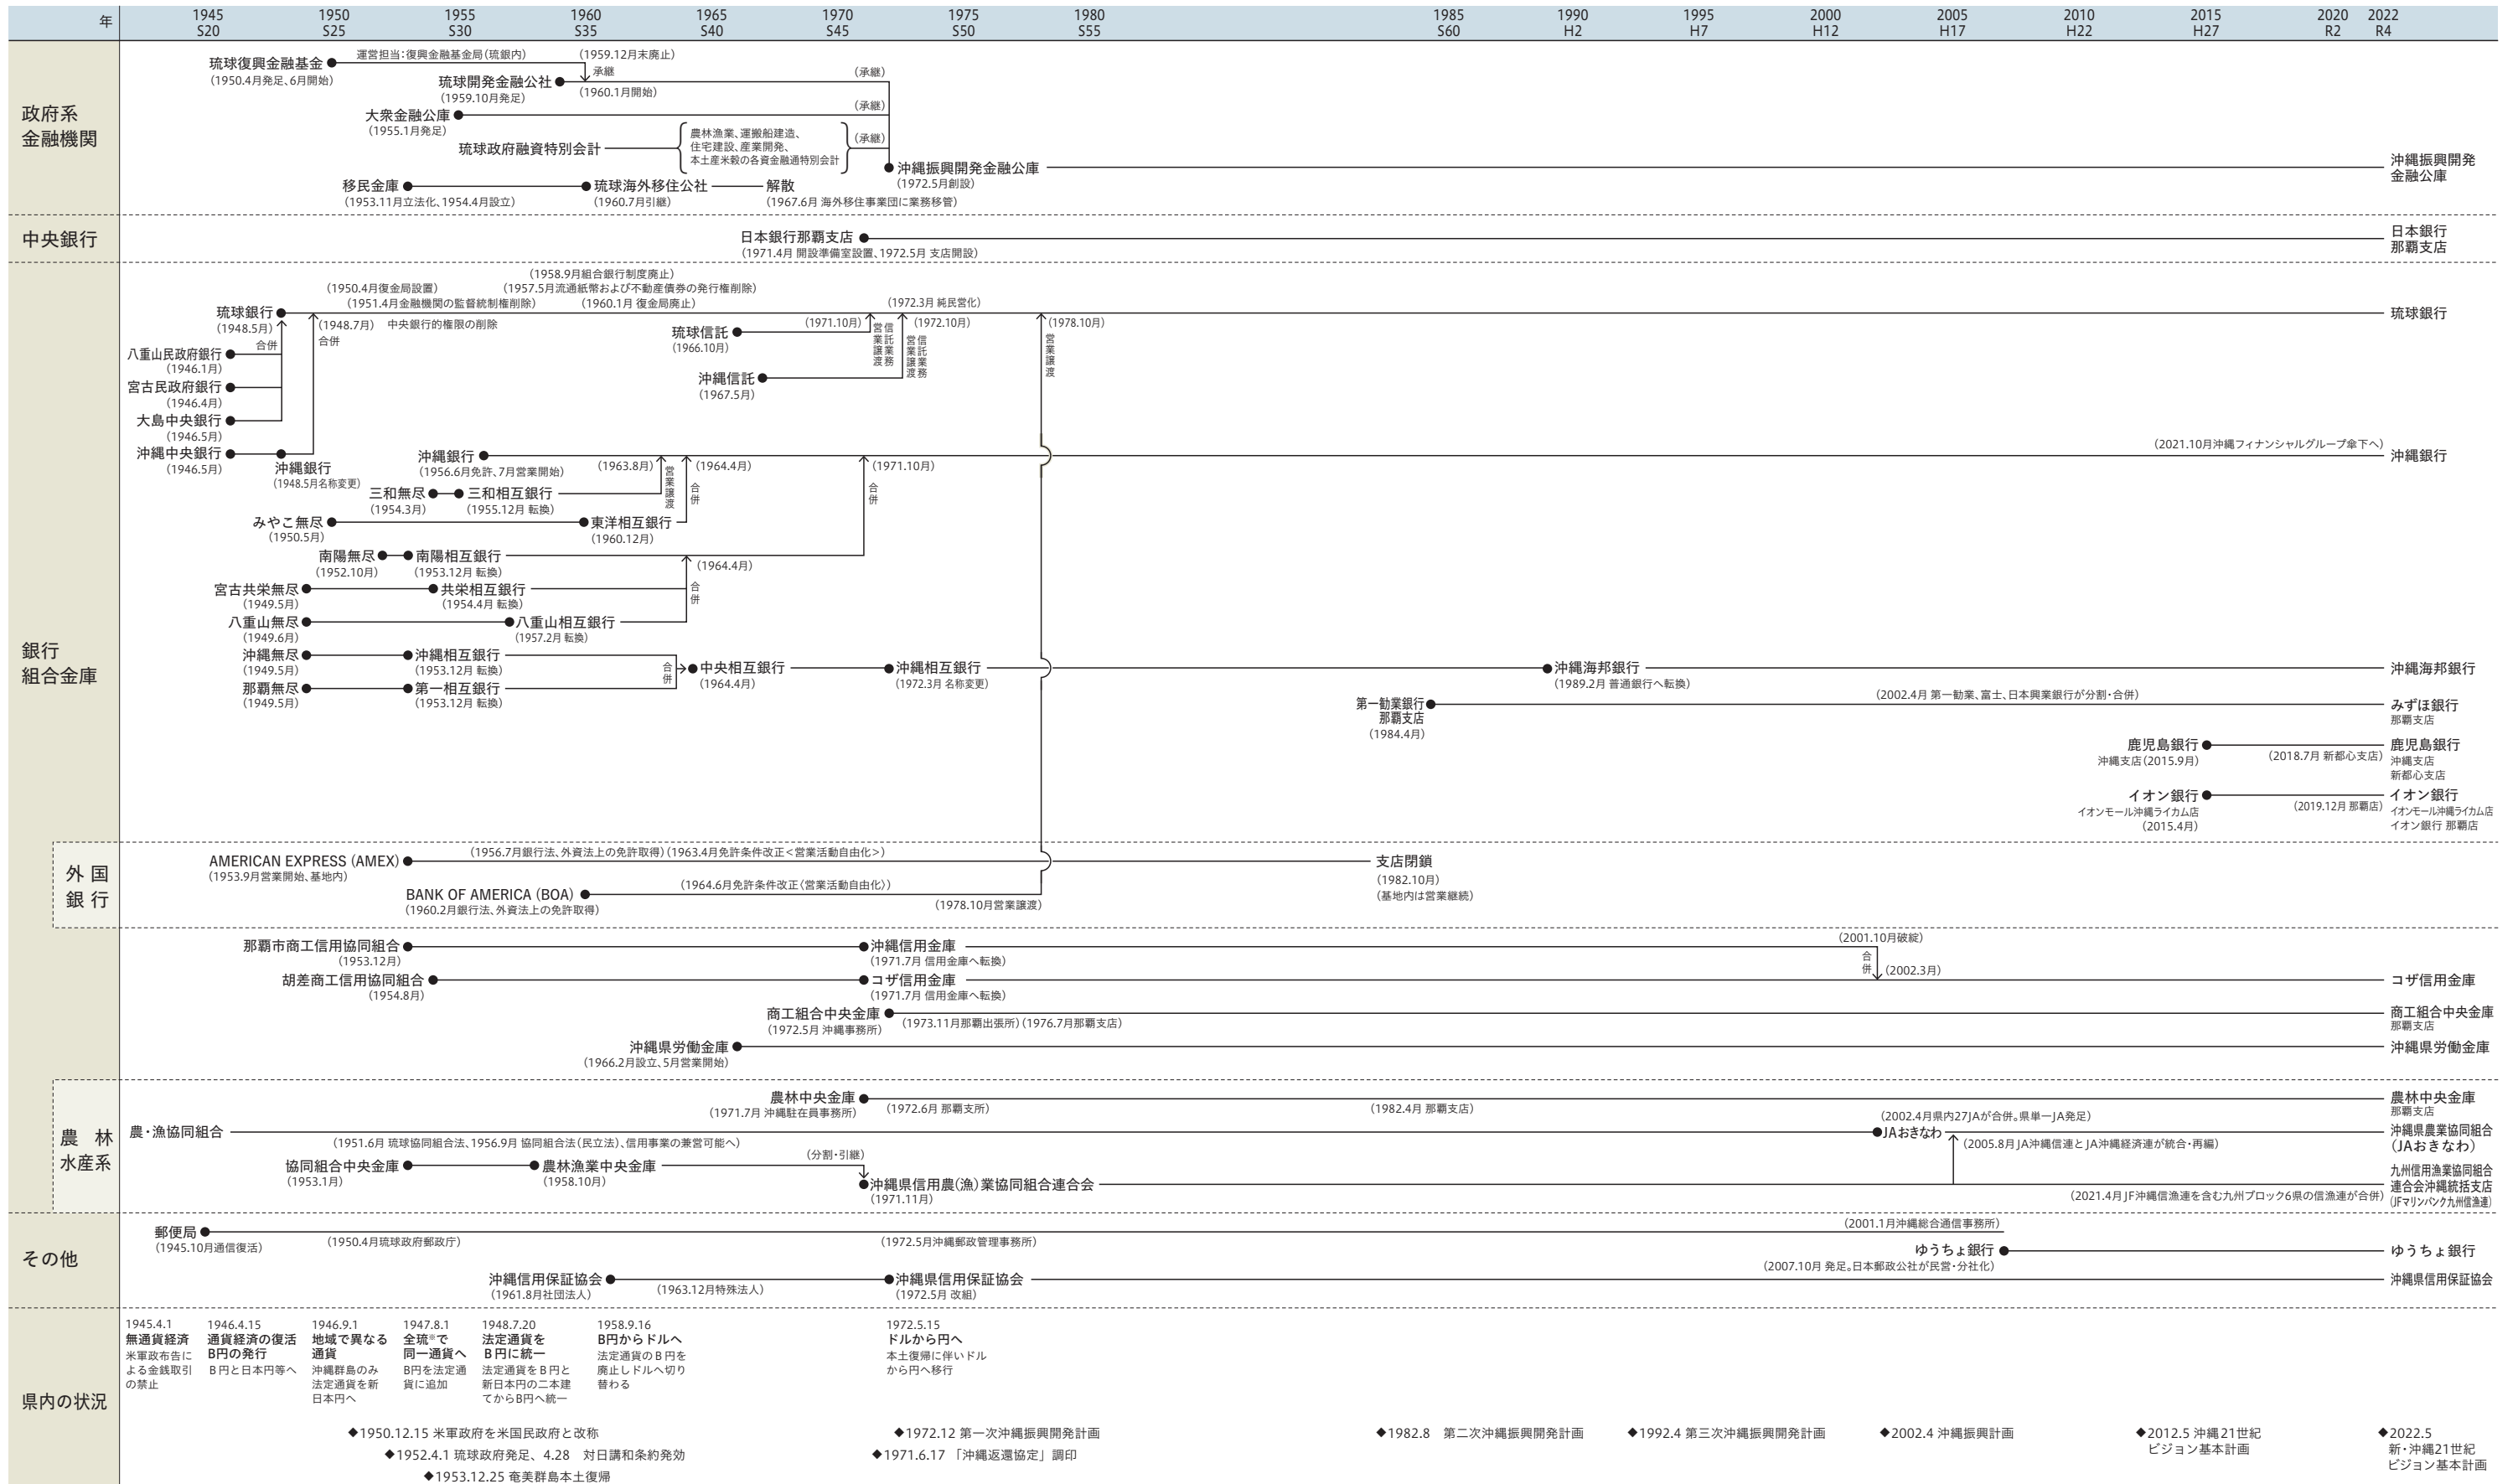 年
1945 1950 1955 1960 1965 1970 1975 1980 1985 1990 1995 2000 2005 2010 2015 2020 2022
S20 S25 S30 S35 S40 S45 S50 S55 S60 H2 H7 H12 H17 H22 H27 R2 R4
政府系
金融機関
琉球復興金融基金
（1950.4月発足、6月開始）
運営担当：復興金融基金局（琉銀内）
（1959.12月末廃止）
承継
琉球開発金融公社
（1959.10月発足）
（1960.1月開始）
（承継）
大衆金融公庫
（1955.1月発足）
（承継）
琉球政府融資特別会計
農林漁業、運搬船建造、
住宅建設、産業開発、
本土産米穀の各資金融通特別会計
（承継）
沖縄振興開発金融公庫
（1972.5月創設）
沖縄振興開発
金融公庫
移民金庫
（1953.11月立法化、1954.4月設立）
琉球海外移住公社
（1960.7月引継）
解散
（1967.6月 海外移住事業団に業務移管）
中央銀行
日本銀行那覇支店
（1971.4月 開設準備室設置、1972.5月 支店開設）
日本銀行
那覇支店
銀行
組合金庫
（1958.9月組合銀行制度廃止）
（1950.4月復金局設置）
（1957.5月流通紙幣および不動産債券の発行権削除）
（1951.4月金融機関の監督統制権削除）
（1960.1月 復金局廃止）
（1972.3月 純民営化）
琉球銀行
（1948.5月）
（1948.7月）
中央銀行的権限の削除
合併
合併
琉球銀行
琉球信託
（1966.10月）
（1971.10月）
信託業務
営業譲渡
（1972.10月）
信託業務
営業譲渡
（1978.10月）
営業譲渡
沖縄信託
（1967.5月）
八重山民政府銀行
（1946.1月）
宮古民政府銀行
（1946.4月）
大島中央銀行
（1946.5月）
沖縄中央銀行
（1946.5月）
沖縄銀行
（1948.5月名称変更）
沖縄銀行
（1956.6月免許、7月営業開始）
（1963.8月）
営業譲渡
（1964.4月）
合併
（1971.10月）
合併
（2021.10月沖縄フィナンシャルグループ傘下へ）
沖縄銀行
三和無尽
（1954.3月）
三和相互銀行
（1955.12月 転換）
みやこ無尽
（1950.5月）
東洋相互銀行
（1960.12月）
南陽無尽
（1952.10月）
南陽相互銀行
（1953.12月 転換）
（1964.4月）
合併
宮古共栄無尽
（1949.5月）
共栄相互銀行
（1954.4月 転換）
八重山無尽
（1949.6月）
八重山相互銀行
（1957.2月 転換）
沖縄無尽
（1949.5月）
沖縄相互銀行
（1953.12月 転換）
那覇無尽
（1949.5月）
第一相互銀行
（1953.12月 転換）
合併
中央相互銀行
（1964.4月）
沖縄相互銀行
（1972.3月 名称変更）
沖縄海邦銀行
（1989.2月 普通銀行へ転換）
沖縄海邦銀行
第一勧業銀行
那覇支店
（1984.4月）
（2002.4月 第一勧業、富士、日本興業銀行が分割・合併）
みずほ銀行
那覇支店
鹿児島銀行
沖縄支店（2015.9月）
（2018.7月 新都心支店）
鹿児島銀行
沖縄支店
新都心支店
イオン銀行
イオンモール沖縄ライカム店
（2015.4月）
（2019.12月 那覇店）
イオン銀行
イオンモール沖縄ライカム店
イオン銀行 那覇店
外国
銀行
AMERICAN EXPRESS (AMEX)
（1953.9月営業開始、基地内）
（1956.7月銀行法、外資法上の免許取得）（1963.4月免許条件改正＜営業活動自由化＞）
支店閉鎖
（1982.10月）
（基地内は営業継続）
BANK OF AMERICA (BOA)
（1960.2月銀行法、外資法上の免許取得）
（1964.6月免許条件改正〈営業活動自由化〉）
（1978.10月営業譲渡）
那覇市商工信用協同組合
（1953.12月）
沖縄信用金庫
（1971.7月 信用金庫へ転換）
（2001.10月破綻）
合併
（2002.3月）
胡差商工信用協同組合
（1954.8月）
コザ信用金庫
（1971.7月 信用金庫へ転換）
コザ信用金庫
商工組合中央金庫
（1972.5月 沖縄事務所）
（1973.11月那覇出張所）（1976.7月那覇支店）
商工組合中央金庫
那覇支店
沖縄県労働金庫
（1966.2月設立、5月営業開始）
沖縄県労働金庫
農林
水産系
農林中央金庫
（1971.7月 沖縄駐在員事務所）
（1972.6月 那覇支所）
（1982.4月 那覇支店）
農林中央金庫
那覇支店
農・漁協同組合
（1951.6月 琉球協同組合法、1956.9月 協同組合法（民立法）、信用事業の兼営可能へ）
（2002.4月県内27JAが合併。県単一JA発足）
JAおきなわ
（2005.8月JA沖縄信連とJA沖縄経済連が統合・再編）
沖縄県農業協同組合
（JAおきなわ）
協同組合中央金庫
（1953.1月）
農林漁業中央金庫
（1958.10月）
（分割・引継）
沖縄県信用農（漁）業協同組合連合会
（1971.11月）
（2021.4月JF沖縄信漁連を含む九州ブロック6県の信漁連が合併）
九州信用漁業協同組合
連合会沖縄統括支店
（JFマリンバンク九州信漁連）
その他
郵便局
（1945.10月通信復活）
（1950.4月琉球政府郵政庁）
（1972.5月沖縄郵政管理事務所）
（2001.1月沖縄総合通信事務所）
ゆうちょ銀行
（2007.10月 発足。日本郵政公社が民営・分社化）
ゆうちょ銀行
沖縄信用保証協会
（1961.8月社団法人）
（1963.12月特殊法人）
沖縄県信用保証協会
（1972.5月 改組）
沖縄県信用保証協会
県内の状況
1945.4.1
無通貨経済
米軍政布告に
よる金銭取引
の禁止
1946.4.15
通貨経済の復活
B円の発行
B円と日本円等へ
1946.9.1
地域で異なる
通貨
沖縄群島のみ
法定通貨を新
日本円へ
1947.8.1
全琉※で
同一通貨へ
B円を法定通
貨に追加
1948.7.20
法定通貨を
B円に統一
法定通貨をB円と
新日本円の二本建
てからB円へ統一
1958.9.16
B円からドルへ
法定通貨のB円を
廃止しドルへ切り
替わる
1972.5.15
ドルから円へ
本土復帰に伴いドル
から円へ移行
◆1950.12.15 米軍政府を米国民政府と改称
◆1952.4.1 琉球政府発足、4.28 対日講和条約発効
◆1953.12.25 奄美群島本土復帰
◆1972.12 第一次沖縄振興開発計画
◆1971.6.17 「沖縄返還協定」調印
◆1982.8 第二次沖縄振興開発計画
◆1992.4 第三次沖縄振興開発計画
◆2002.4 沖縄振興計画
◆2012.5 沖縄21世紀
ビジョン基本計画
◆2022.5
新・沖縄21世紀
ビジョン基本計画